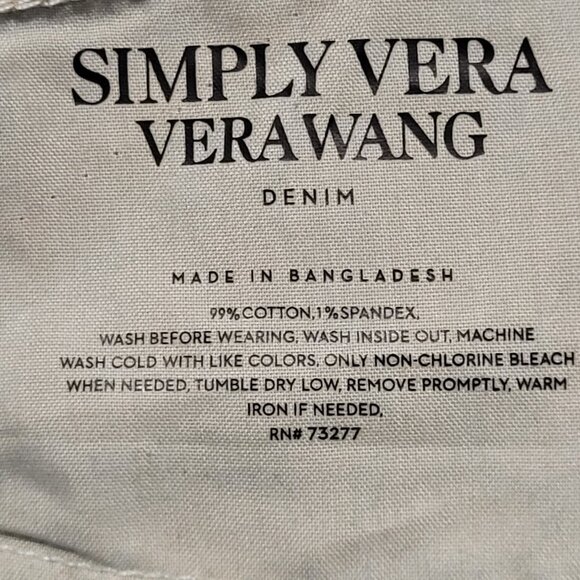 SIMPLY VERA
VERA WANG
DENIM
MADE IN BANGLADESH
99% COTTON, 1% SPANDEX,
WASH BEFORE WEARING, WASH INSIDE OUT, MACHINE
WASH COLD WITH LIKE COLORS, ONLY NON-CHLORINE BLEACH
WHEN NEEDED, TUMBLE DRY LOW, REMOVE PROMPTLY, WARM
IRON IF NEEDED,
RN# 73277